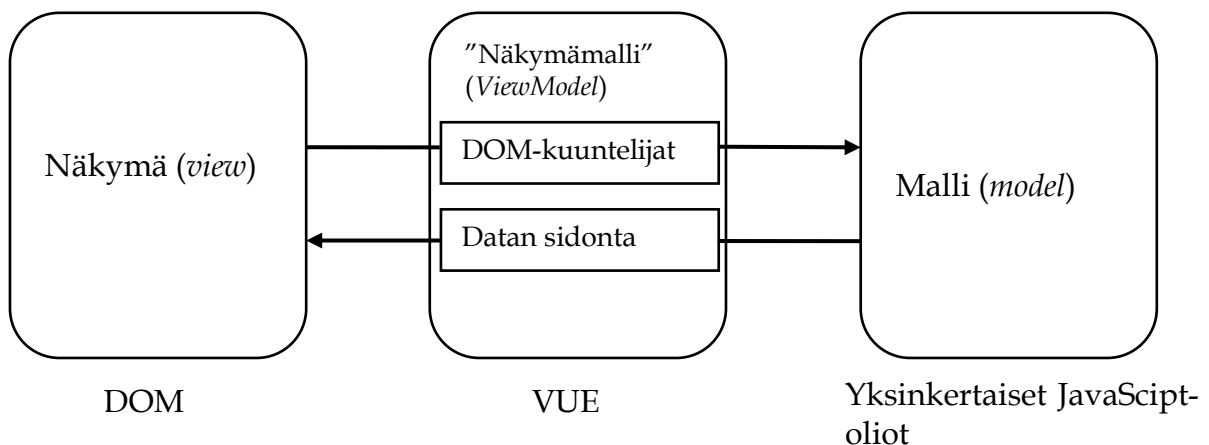 ”Näkymämalli”
(ViewModel)
Näkymä (view)
DOM-kuuntelijat
Malli (model)
Datan sidonta
DOM
VUE
Yksinkertaiset JavaScipt-
oliot